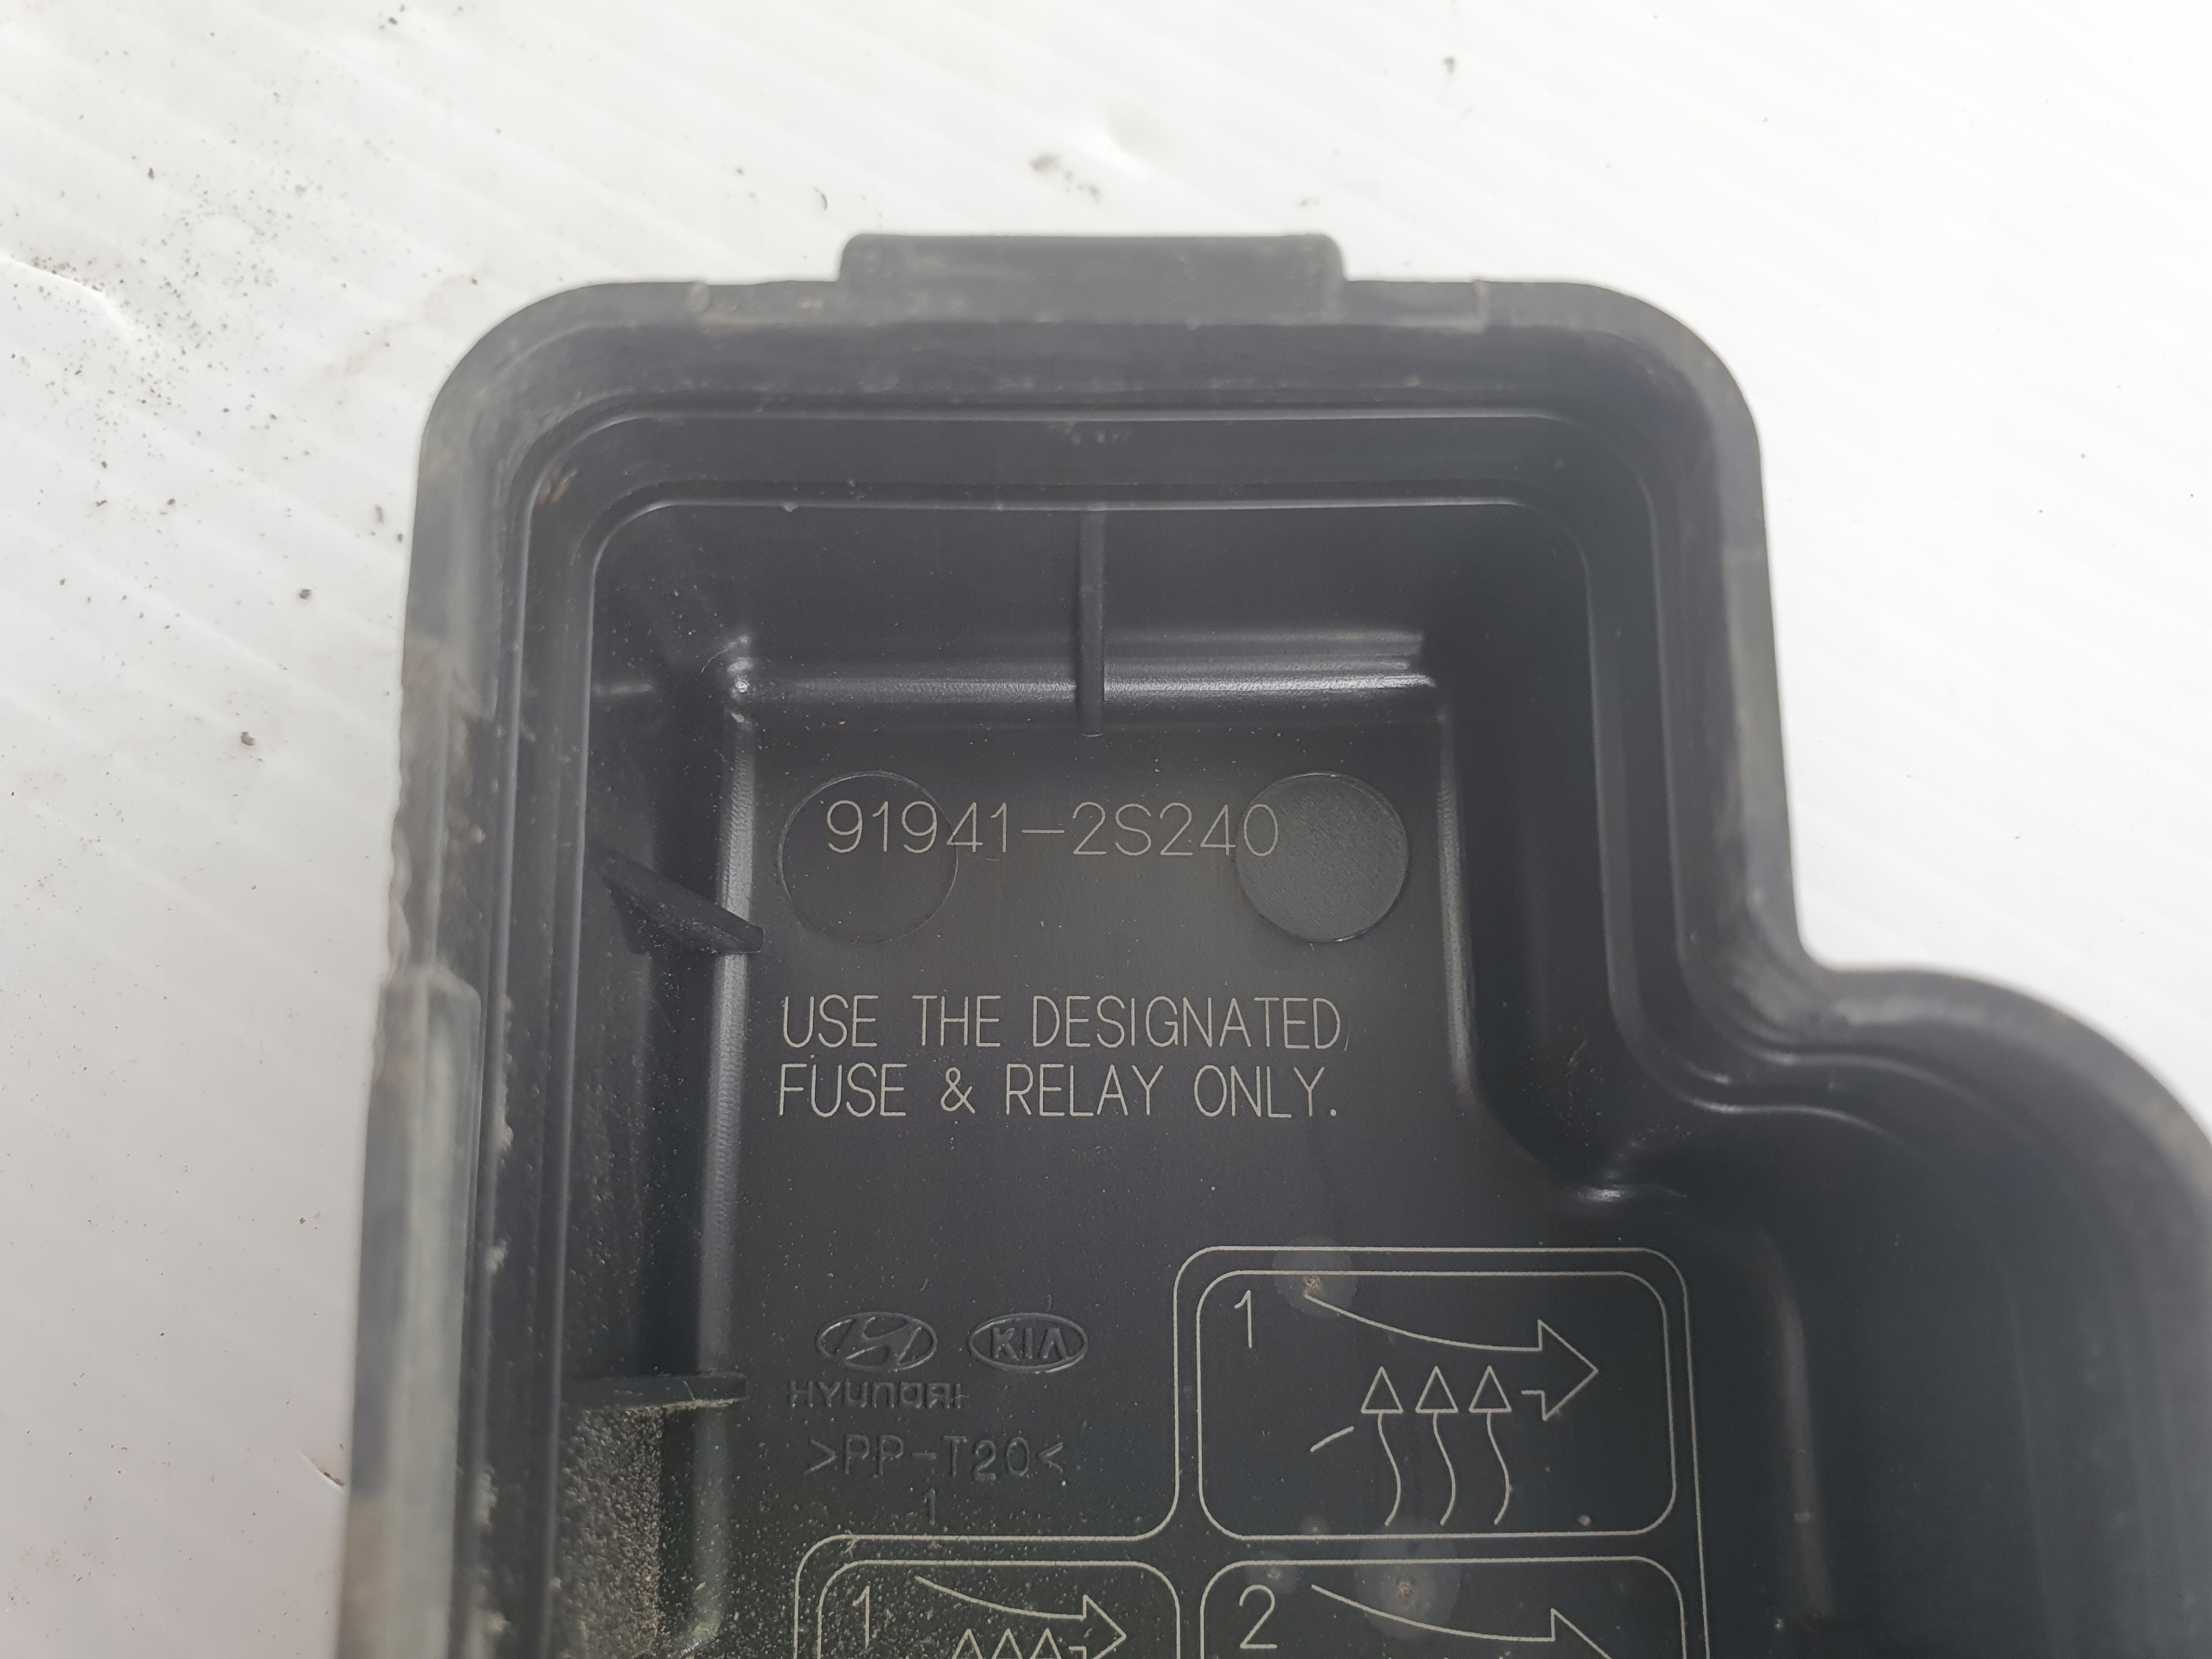 91941-2S240
USE THE DESIGNATED
FUSE & RELAY ONLY.
KIA
HYUNDAI
>PP-T20<
1
1
1
2